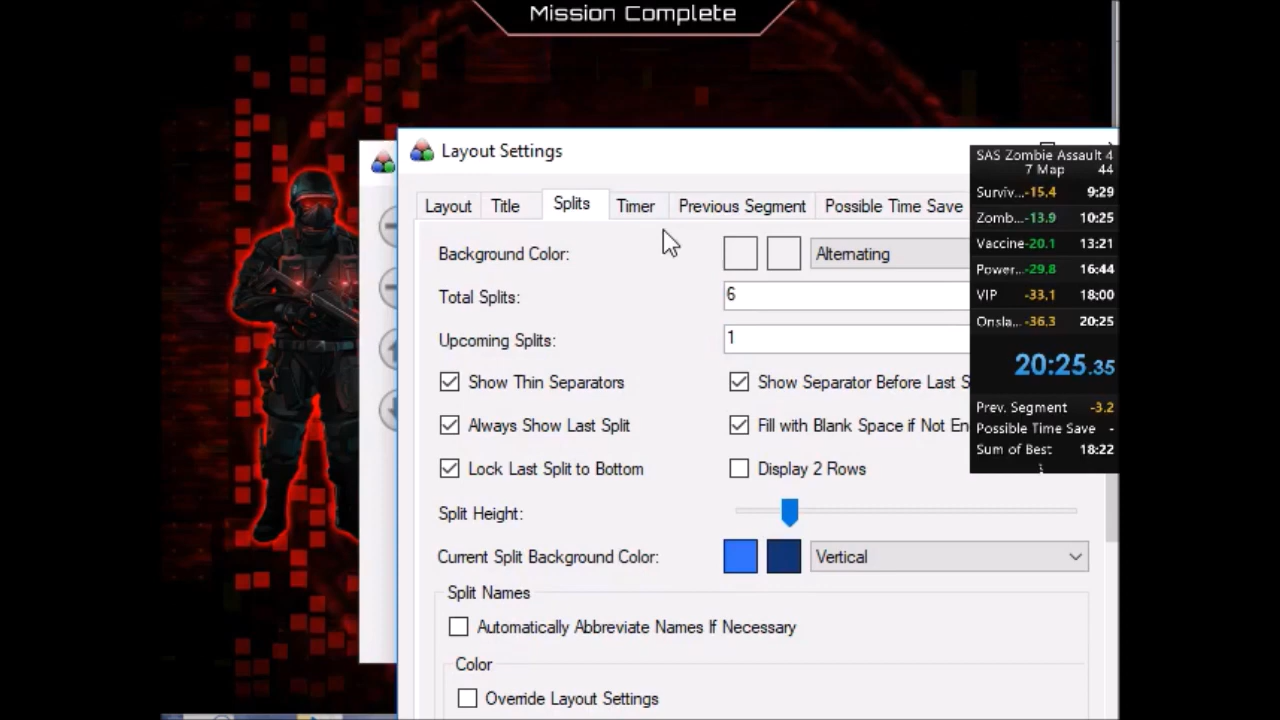 Mission Complete
Layout Settings
Layout Title Splits Timer Previous Segment Possible Time Save
Background Color: Alternating
Total Splits: 6
Upcoming Splits: 1
Show Thin Separators Show Separator Before Last S
Always Show Last Split Fill with Blank Space if Not En
Lock Last Split to Bottom Display 2 Rows
Split Height:
Current Split Background Color: Vertical
Split Names
Automatically Abbreviate Names If Necessary
Color
Override Layout Settings
SAS Zombie Assault 4
7 Map 44
Surviv... -15.4 9:29
Zomb... -13.9 10:25
Vaccine -20.1 13:21
Power... -29.8 16:44
VIP -33.1 18:00
Onsla... -36.3 20:25
20:25.35
Prev. Segment -3.2
Possible Time Save -
Sum of Best 18:22